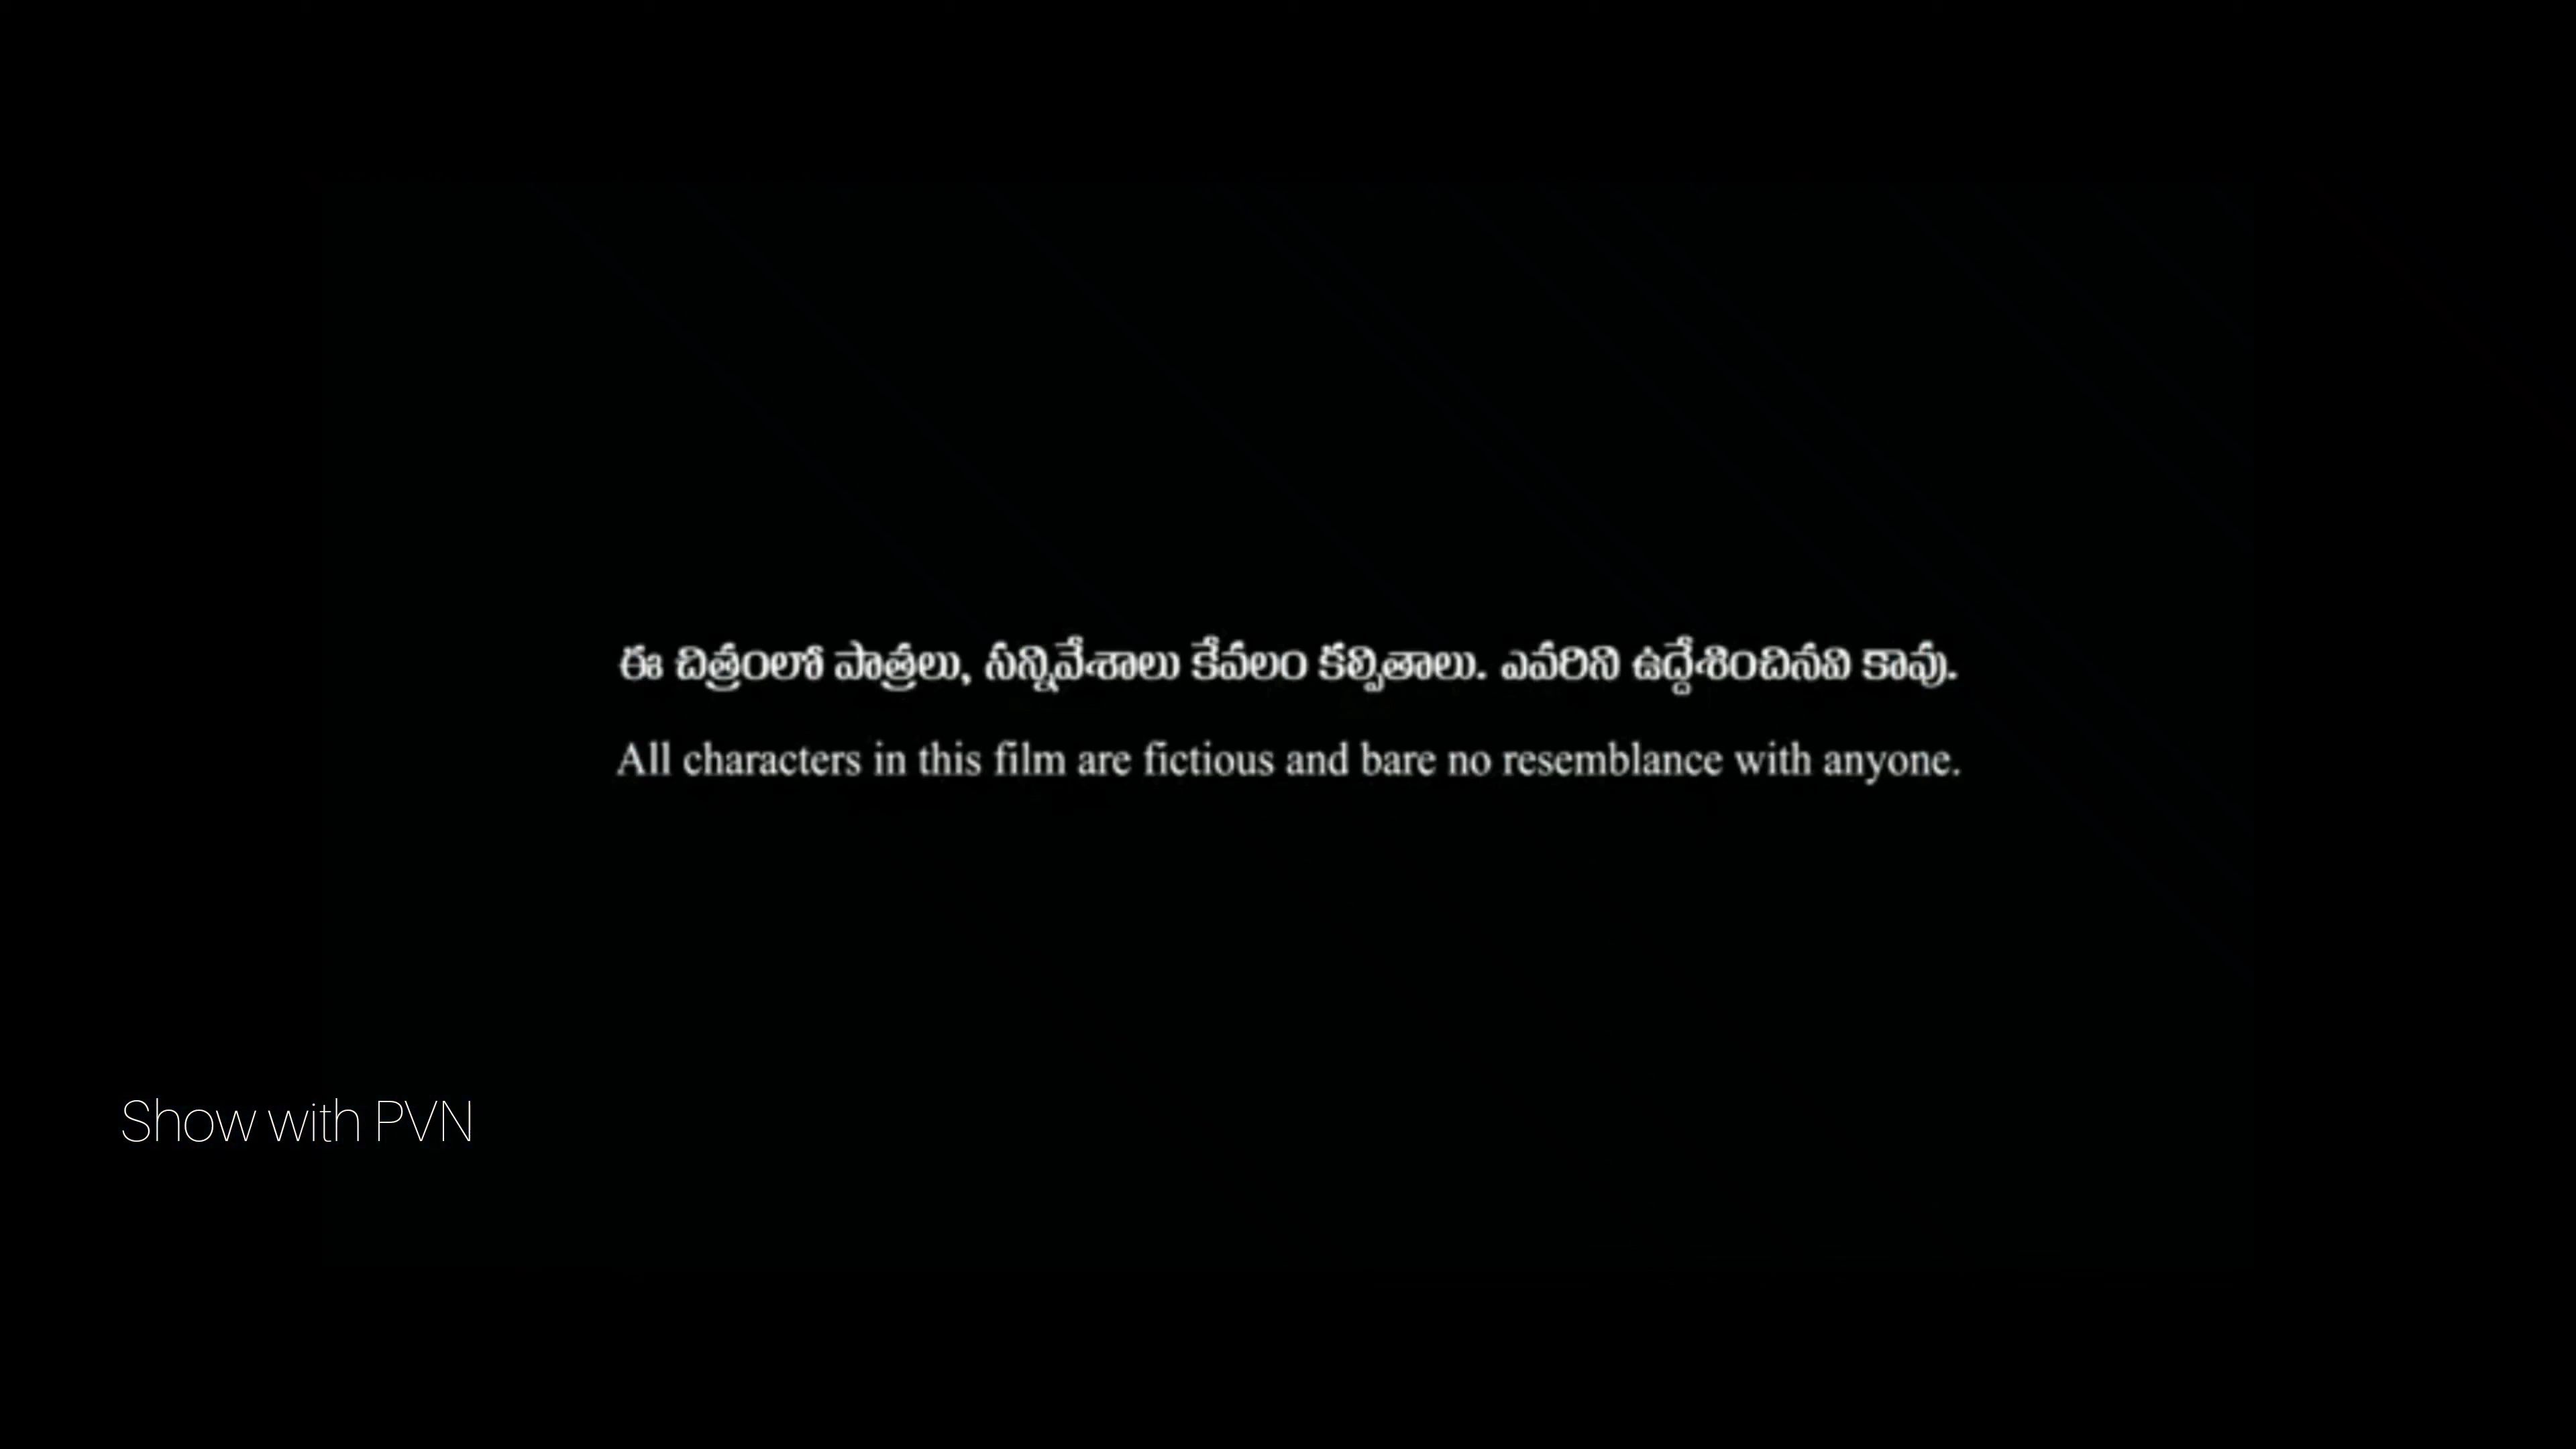 ఈ చిత్రంలో పాత్రలు, సన్నివేశాలు కేవలం కల్పితాలు. ఎవరిని ఉద్దేశించినవి కావు.
All characters in this film are fictious and bare no resemblance with anyone.
Show with PVN